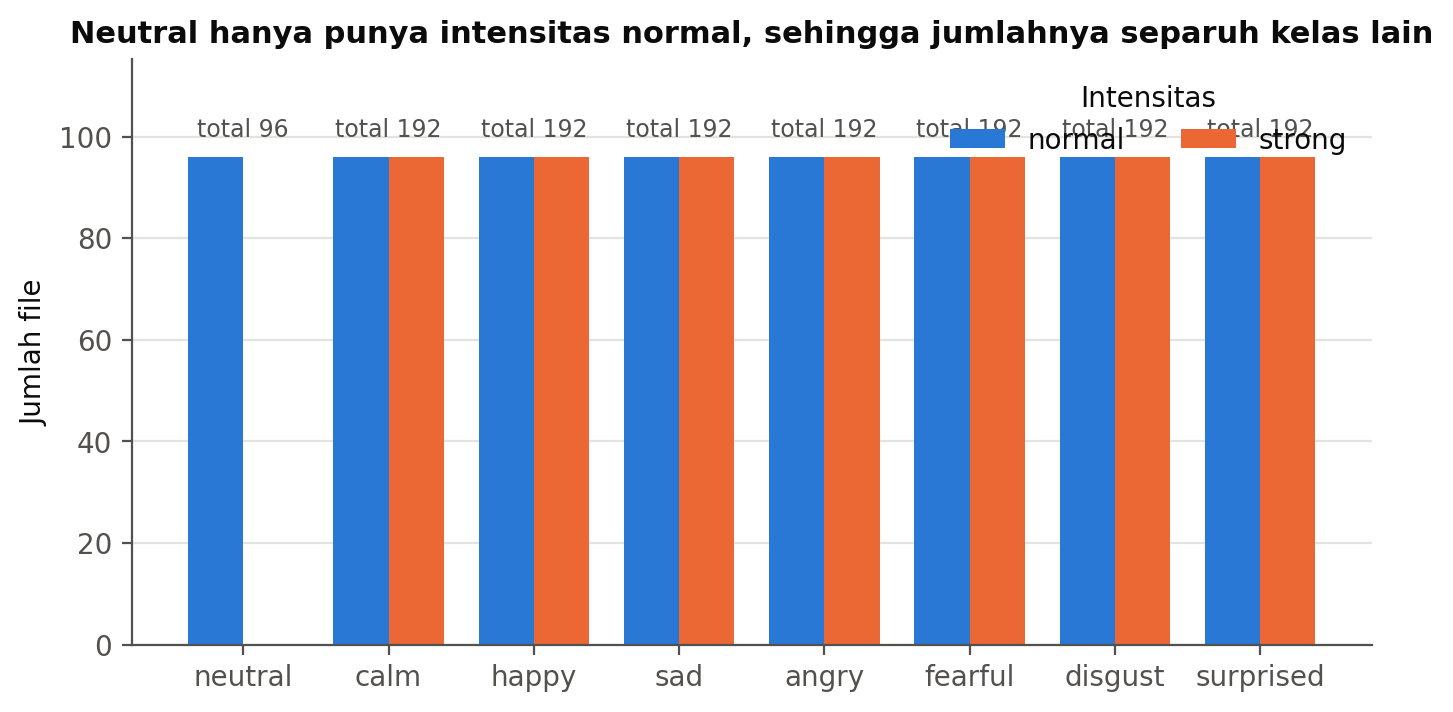 Neutral hanya punya intensitas normal, sehingga jumlahnya separuh kelas lain
Intensitas
normal strong
total 96 total 192 total 192 total 192 total 192 total 192 total 192 total 192
Jumlah file
100
80
60
40
20
0
neutral calm happy sad angry fearful disgust surprised